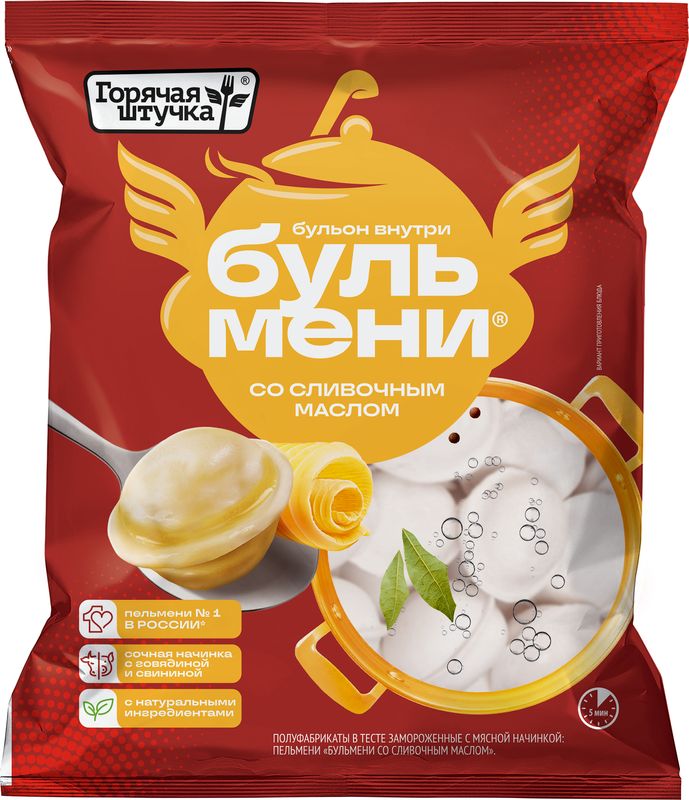 Горячая
штучка®
бульон внутри
буль
мени®
со сливочным
маслом
ВАРИАНТ ПРИГОТОВЛЕНИЯ БЛЮДА
пельмени № 1
в России*
сочная начинка
с говядиной
и свининой
с натуральными
ингредиентами
5 мин
ПОЛУФАБРИКАТЫ В ТЕСТЕ ЗАМОРОЖЕННЫЕ С МЯСНОЙ НАЧИНКОЙ:
ПЕЛЬМЕНИ «БУЛЬМЕНИ СО СЛИВОЧНЫМ МАСЛОМ».